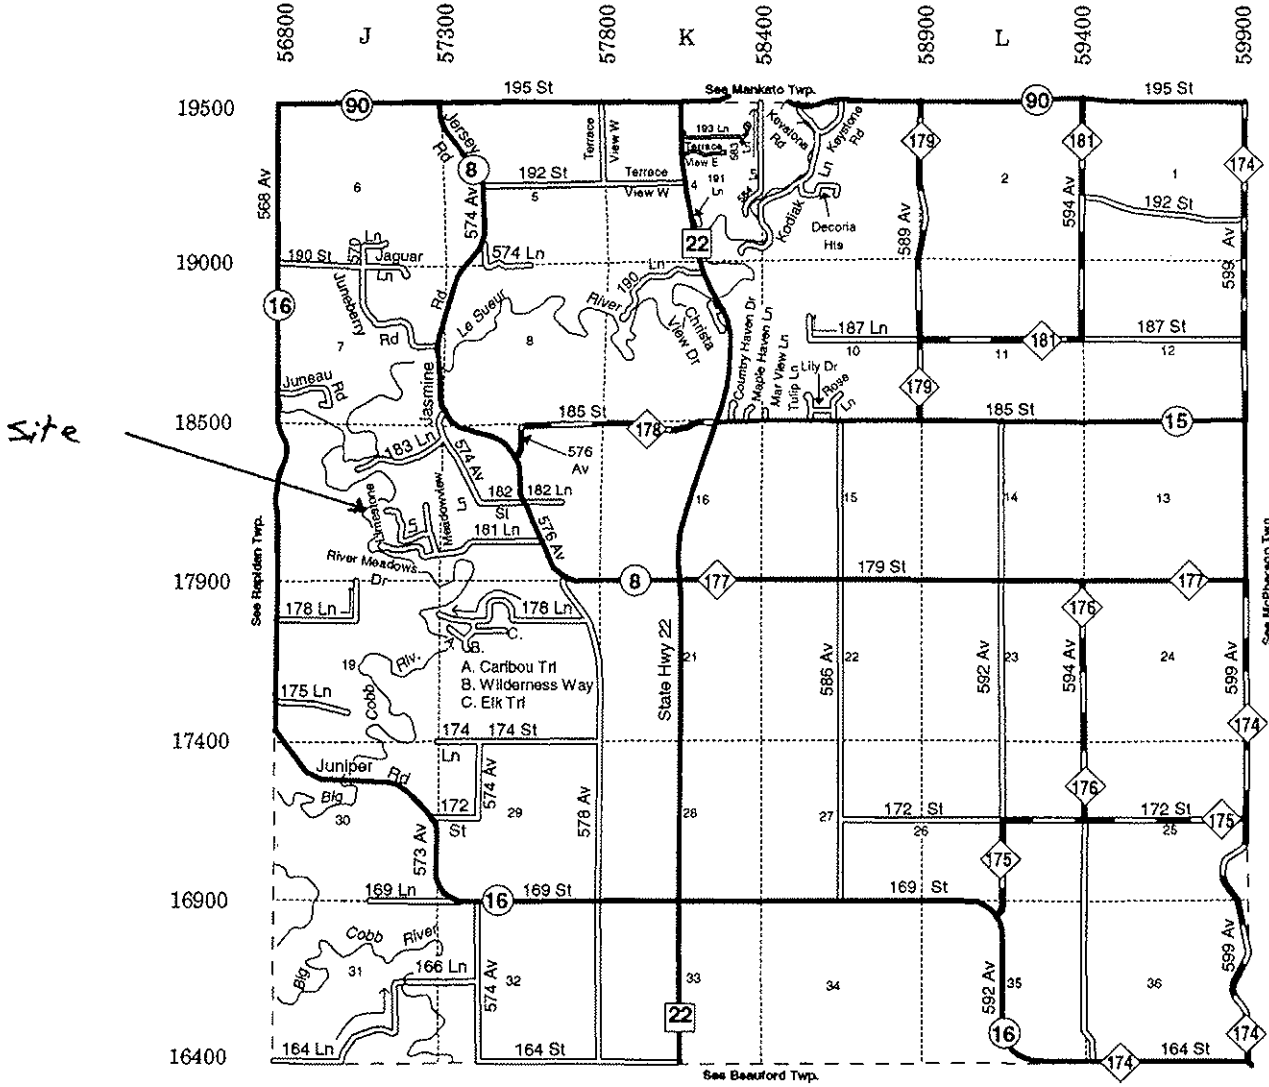 56800 J 57300 57800 K 58400 58900 L 59400 59900
19500 90 195 St See Mankato Twp. 90 195 St
Jersey Rd
8
Terrace View W
193 Ln
Terrace View E
583 Ln
Keystone Rd
179
181
174
568 Av
6
192 St
5
Terrace View W
4
191 Ln
584 Ln
Kodiak Ln
Decoria Hts
2
1
192 St
574 Av
589 Av
594 Av
599 Av
22
19000
190 St
570 Ln
Jaguar Ln
574 Ln
190 Ln
16
Juneberry Rd
Rd
Le Sueur River
Christa View Dr
Country Haven Dr
Maple Haven Ln
Mar View Ln
Tulip Ln
Lily Dr
Rose Ln
187 Ln
10
11
181
187 St
12
7
8
179
Juneau Rd
Jasmine
Site
18500
185 St
178
185 St
15
183 Ln
574 Av
576 Av
182 St
182 Ln
16
15
14
13
Limestone Ln
Meadowview Ln
181 Ln
576 Av
See Rapidan Twp.
River Meadows Dr
See McPherson Twp.
17900
8
177
179 St
177
178 Ln
178 Ln
176
A.
B.
C.
19
Riv.
Cobb
A. Caribou Trl
B. Wilderness Way
C. Elk Trl
State Hwy 22
21
586 Av
22
592 Av
23
594 Av
24
599 Av
175 Ln
174
17400
174 Ln
174 St
Juniper Rd
Big
30
172 St
574 Av
29
578 Av
28
27
172 St
26
176
172 St
25
175
573 Av
175
16900
169 Ln
16
169 St
169 St
Big Cobb River
31
166 Ln
574 Av
32
33
34
592 Av
35
36
599 Av
22
16
174
16400
164 Ln
164 St
174
164 St
See Beauford Twp.